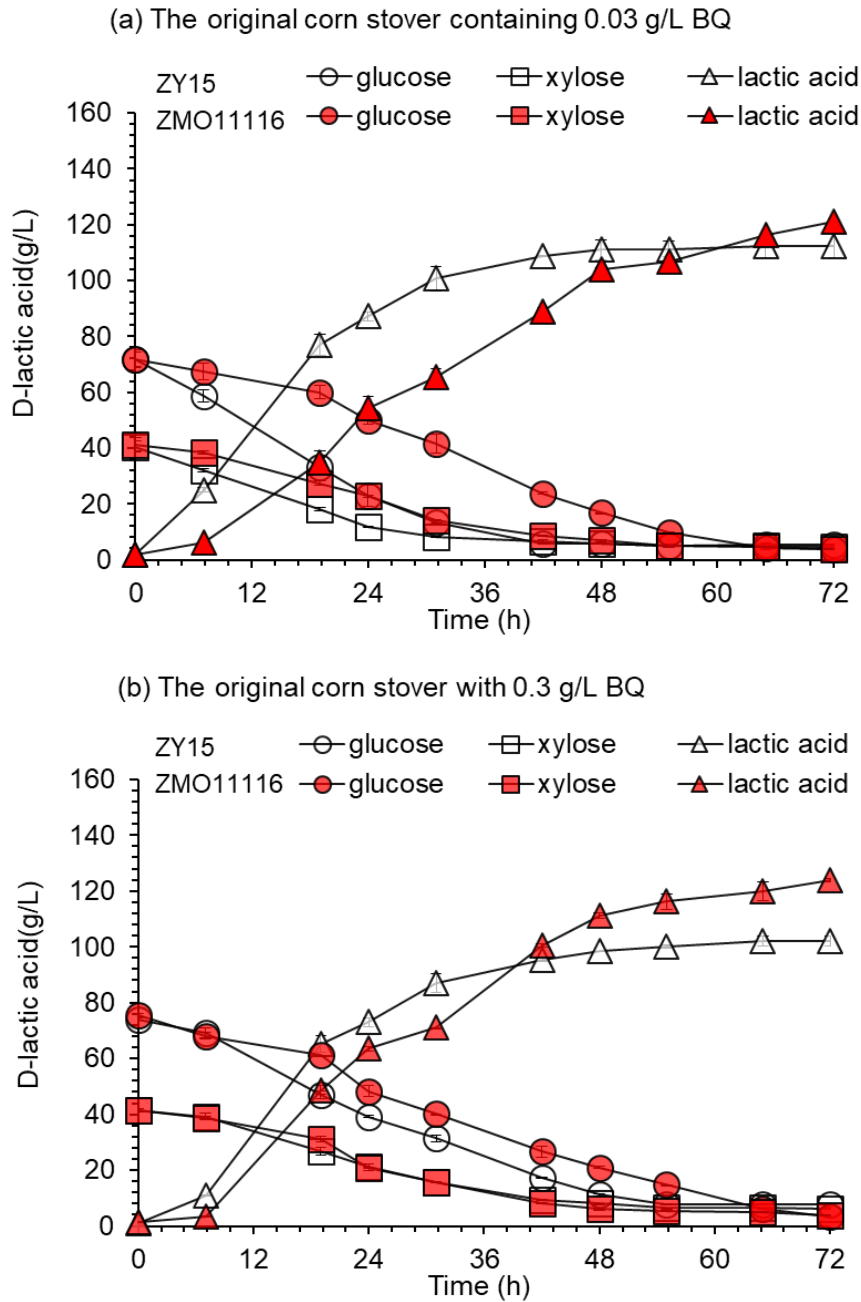 (a) The original corn stover containing 0.03 g/L BQ
ZY15 glucose xylose lactic acid
ZMO11116 glucose xylose lactic acid
160
140
120
100
80
60
40
20
0
D-lactic acid(g/L)
0 12 24 36 48 60 72
Time (h)
(b) The original corn stover with 0.3 g/L BQ
ZY15 glucose xylose lactic acid
ZMO11116 glucose xylose lactic acid
160
140
120
100
80
60
40
20
0
D-lactic acid(g/L)
0 12 24 36 48 60 72
Time (h)